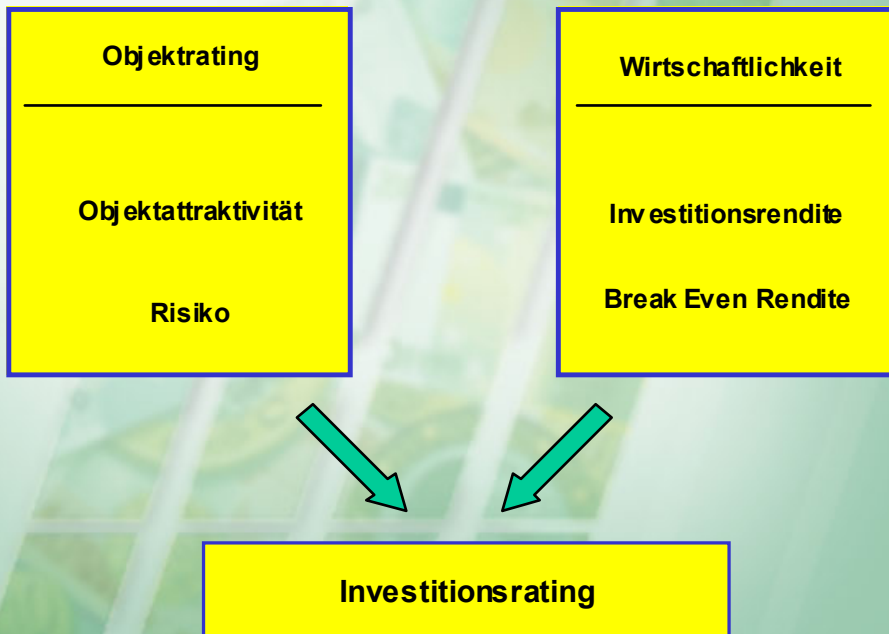 Objektrating
Objektattraktivität
Risiko
Wirtschaftlichkeit
Investitionsrendite
Break Even Rendite
Investitionsrating